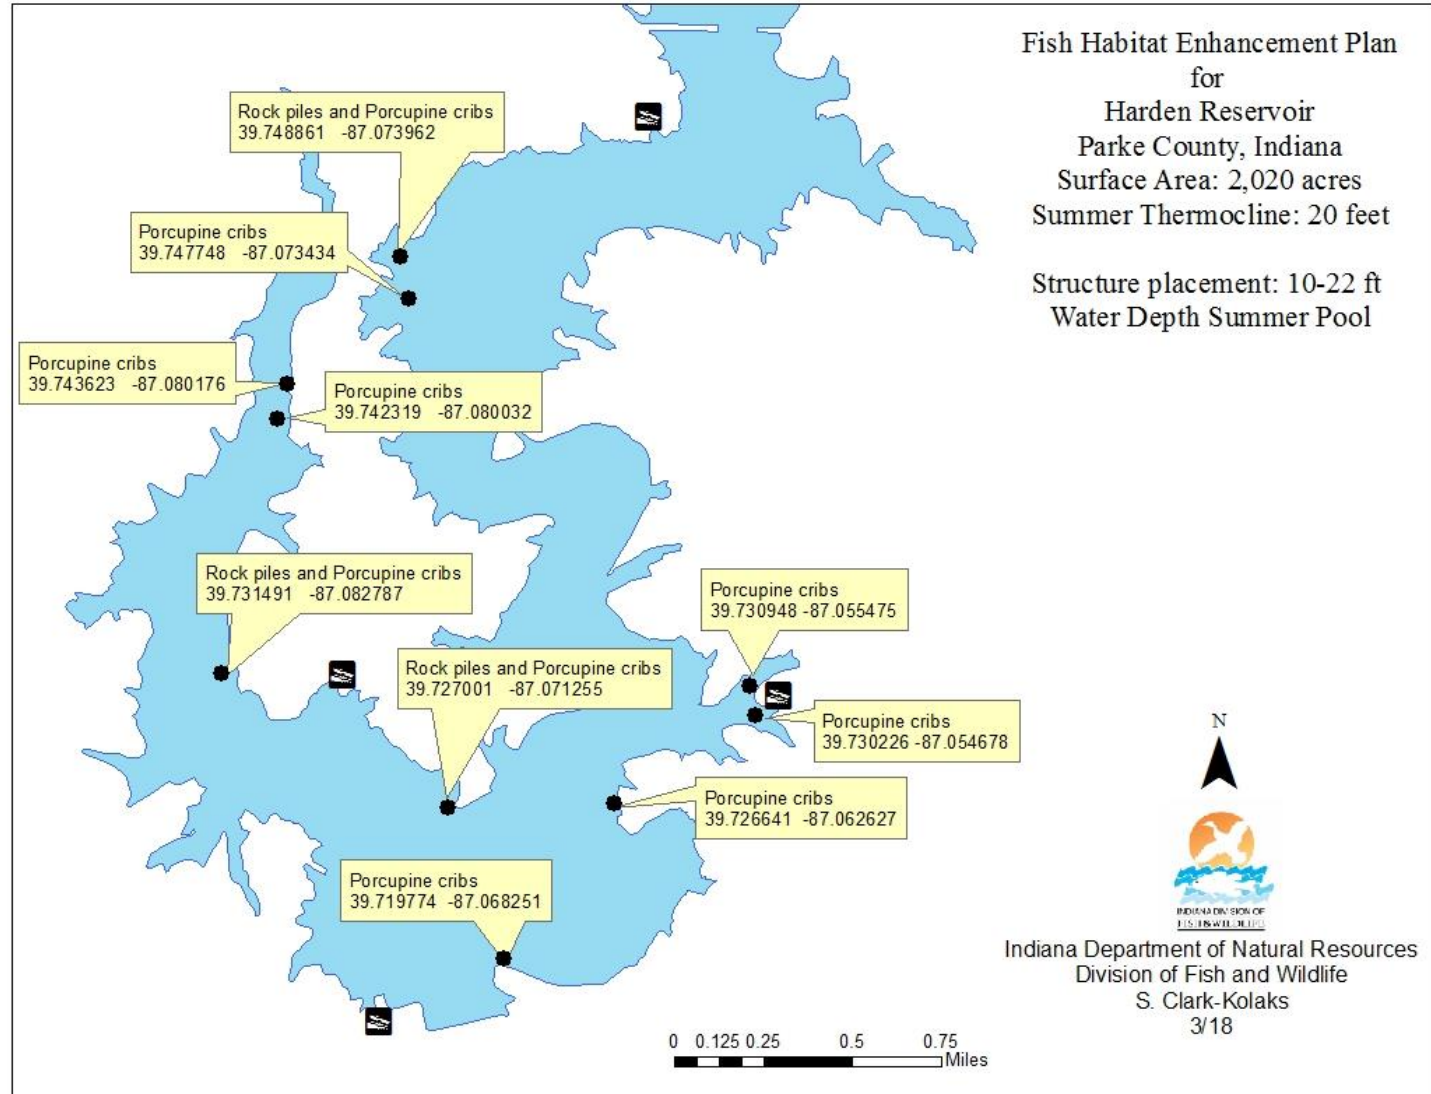 Fish Habitat Enhancement Plan
for
Harden Reservoir
Parke County, Indiana
Surface Area: 2,020 acres
Summer Thermocline: 20 feet
Structure placement: 10-22 ft
Water Depth Summer Pool
Rock piles and Porcupine cribs
39.748861 -87.073962
Porcupine cribs
39.747748 -87.073434
Porcupine cribs
39.743623 -87.080176
Porcupine cribs
39.742319 -87.080032
Rock piles and Porcupine cribs
39.731491 -87.082787
Porcupine cribs
39.730948 -87.055475
Rock piles and Porcupine cribs
39.727001 -87.071255
Porcupine cribs
39.730226 -87.054678
Porcupine cribs
39.726641 -87.062627
Porcupine cribs
39.719774 -87.068251
N
INDIANA DIVISION OF
FISH & WILDLIFE
Indiana Department of Natural Resources
Division of Fish and Wildlife
S. Clark-Kolaks
3/18
0 0.125 0.25 0.5 0.75
Miles